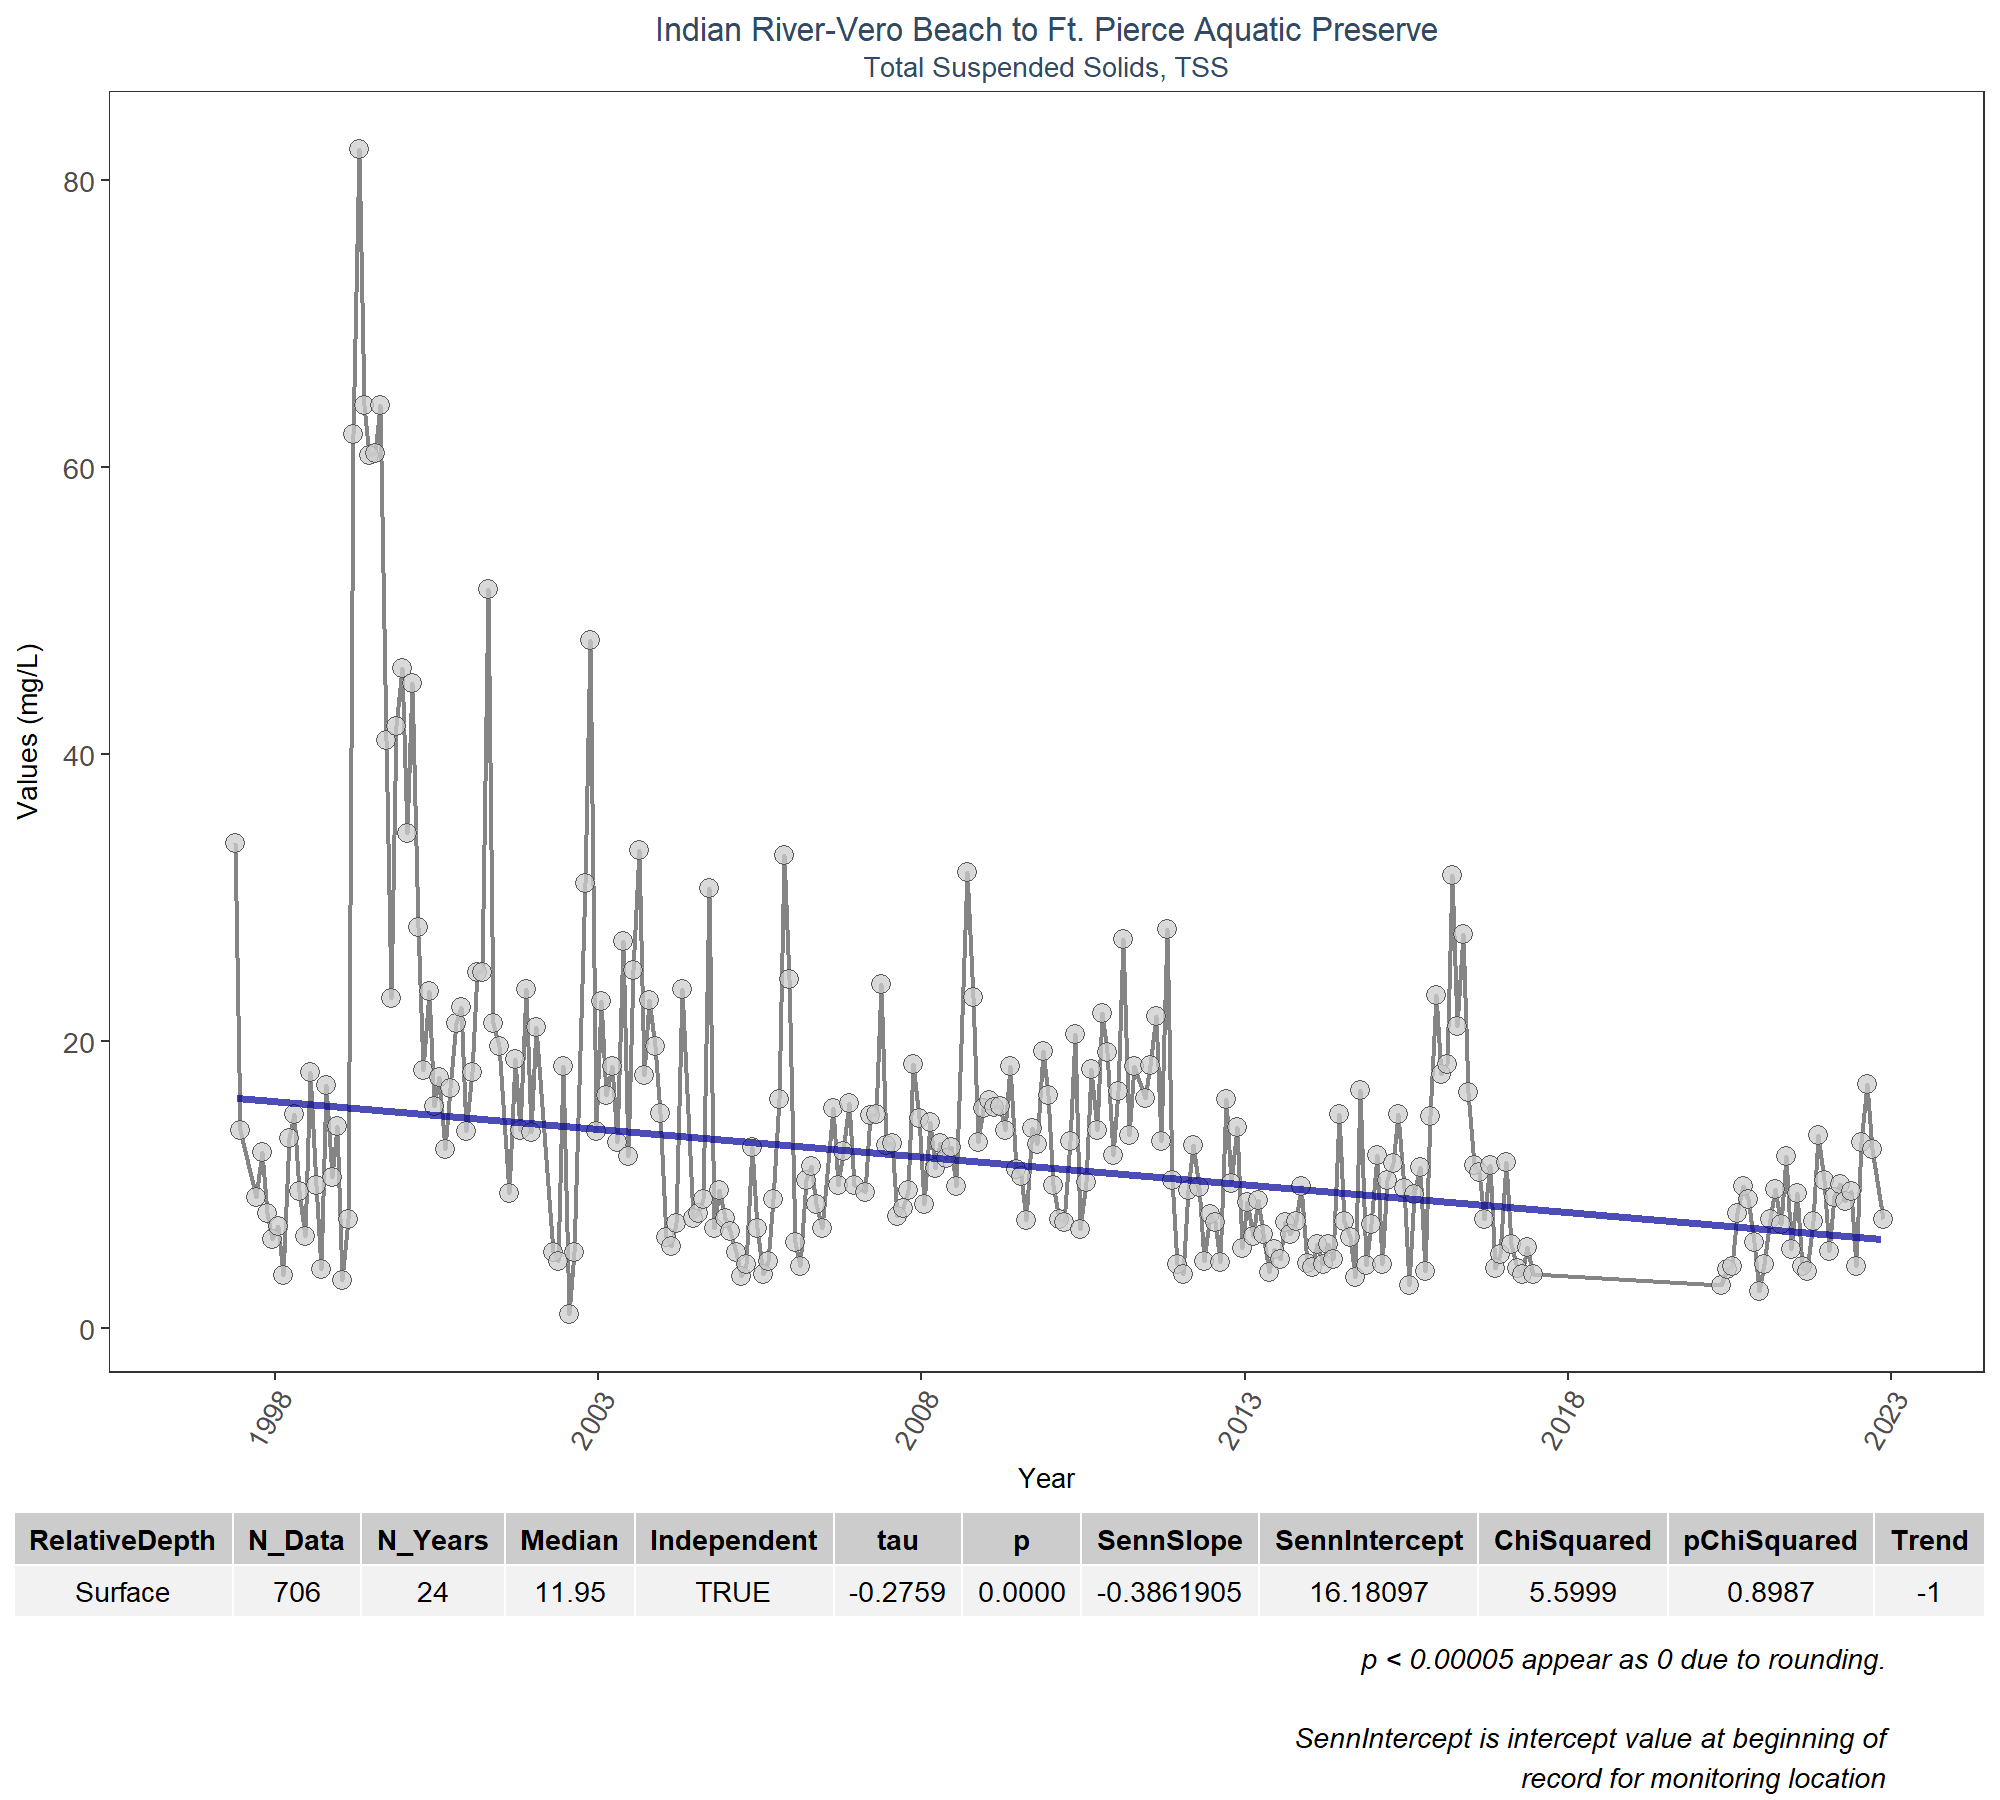 Indian River-Vero Beach to Ft. Pierce Aquatic Preserve
Total Suspended Solids, TSS
Values (mg/L)
80
60
40
20
0
1998
2003
2008
2013
2018
2023
Year
RelativeDepth N_Data N_Years Median Independent tau p SennSlope SennIntercept ChiSquared pChiSquared Trend
Surface 706 24 11.95 TRUE -0.2759 0.0000 -0.3861905 16.18097 5.5999 0.8987 -1
p < 0.00005 appear as 0 due to rounding.
SennIntercept is intercept value at beginning of
record for monitoring location